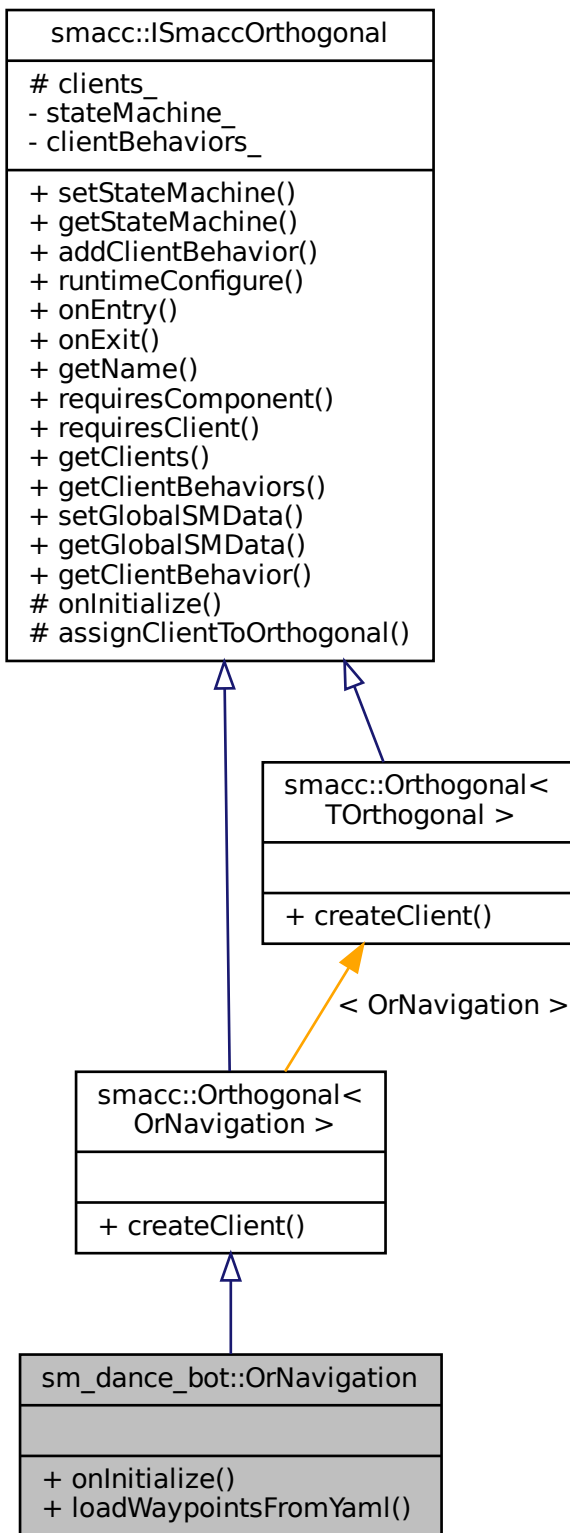 smacc::ISmaccOrthogonal
# clients_
- stateMachine_
- clientBehaviors_
+ setStateMachine()
+ getStateMachine()
+ addClientBehavior()
+ runtimeConfigure()
+ onEntry()
+ onExit()
+ getName()
+ requiresComponent()
+ requiresClient()
+ getClients()
+ getClientBehaviors()
+ setGlobalSMData()
+ getGlobalSMData()
+ getClientBehavior()
# onInitialize()
# assignClientToOrthogonal()
smacc::Orthogonal<
TOrthogonal >
+ createClient()
< OrNavigation >
smacc::Orthogonal<
OrNavigation >
+ createClient()
sm_dance_bot::OrNavigation
+ onInitialize()
+ loadWaypointsFromYaml()